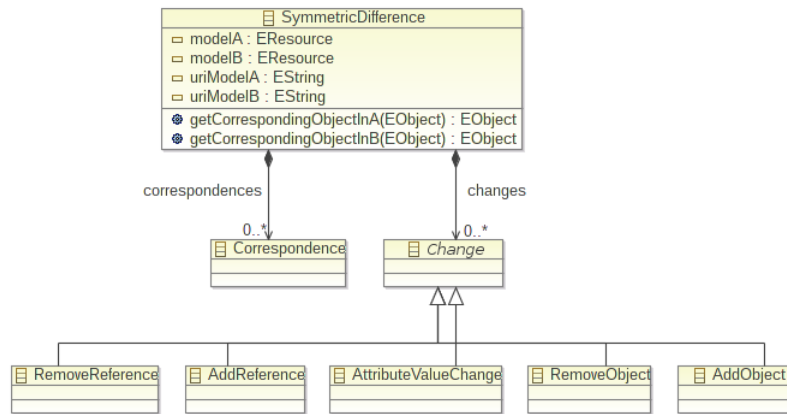 SymmetricDifference
modelA : EResource
modelB : EResource
uriModelA : EString
uriModelB : EString
getCorrespondingObjectInA(EObject) : EObject
getCorrespondingObjectInB(EObject) : EObject
correspondences changes
0..* 0..*
Correspondence Change
RemoveReference AddReference AttributeValueChange RemoveObject AddObject